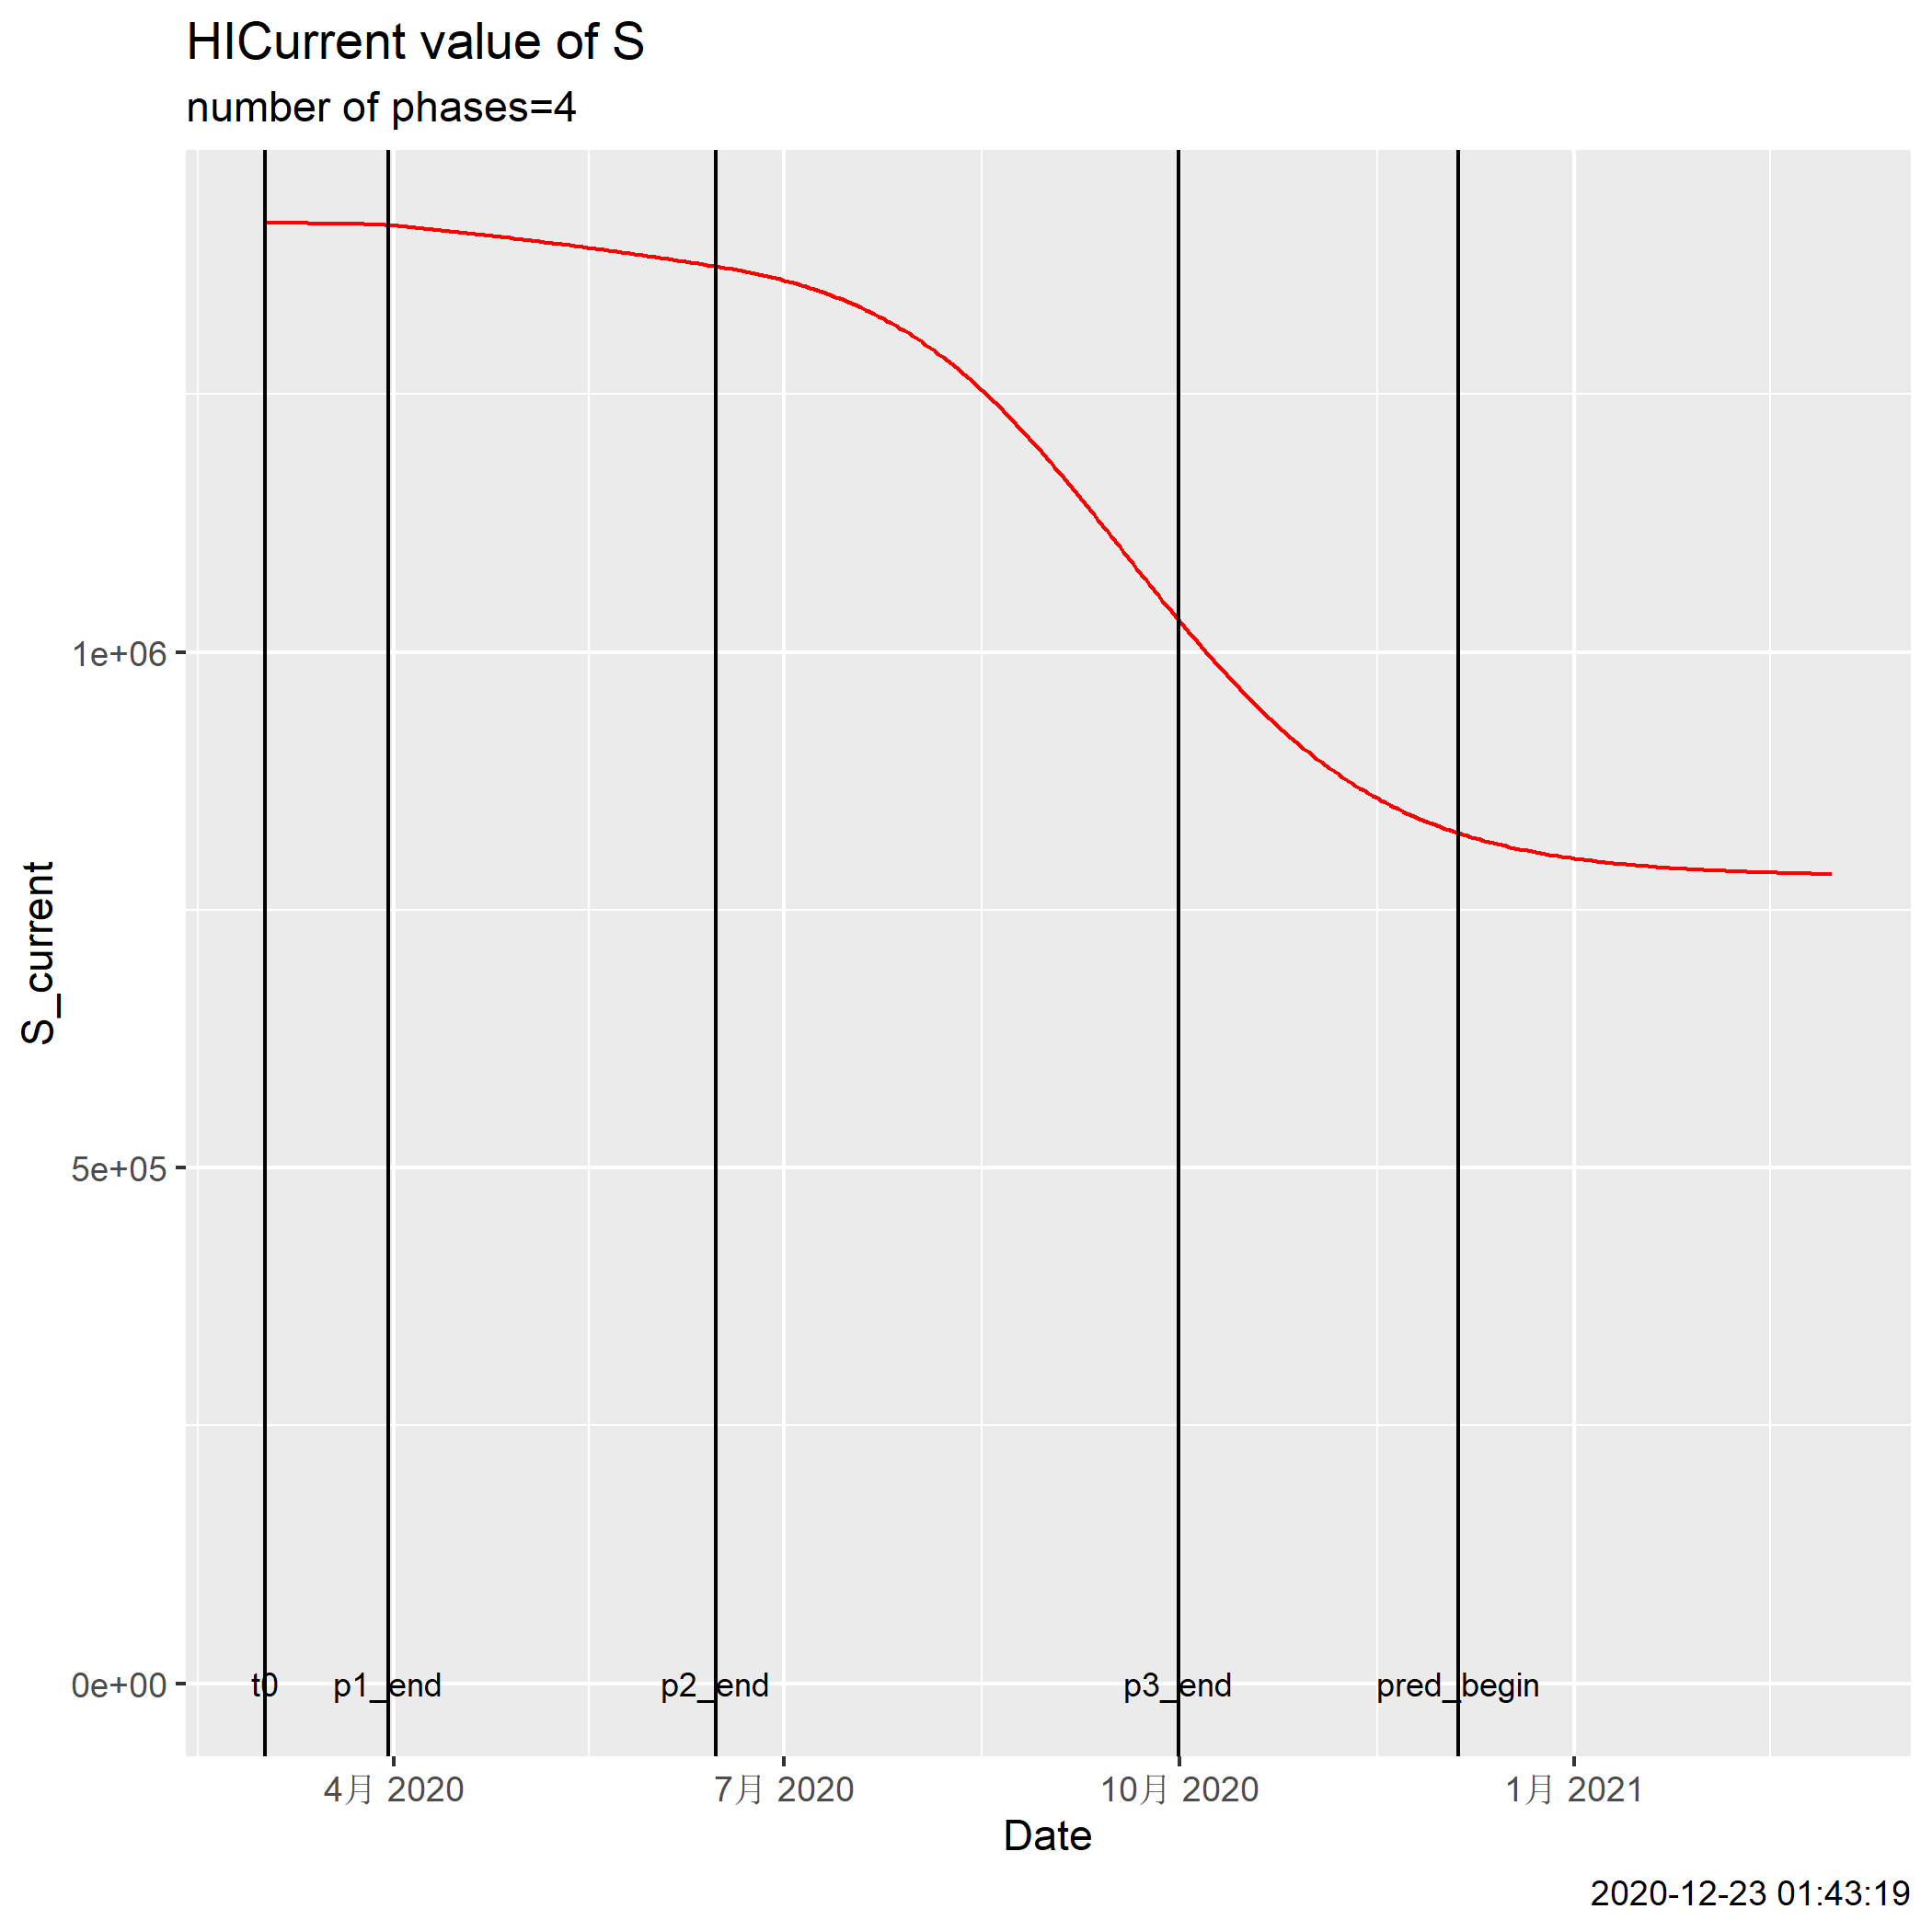 HICurrent value of S
number of phases=4
S_current
1e+06
5e+05
0e+00
t0 p1_end p2_end p3_end pred_begin
4月 2020 7月 2020 10月 2020 1月 2021
Date
2020-12-23 01:43:19